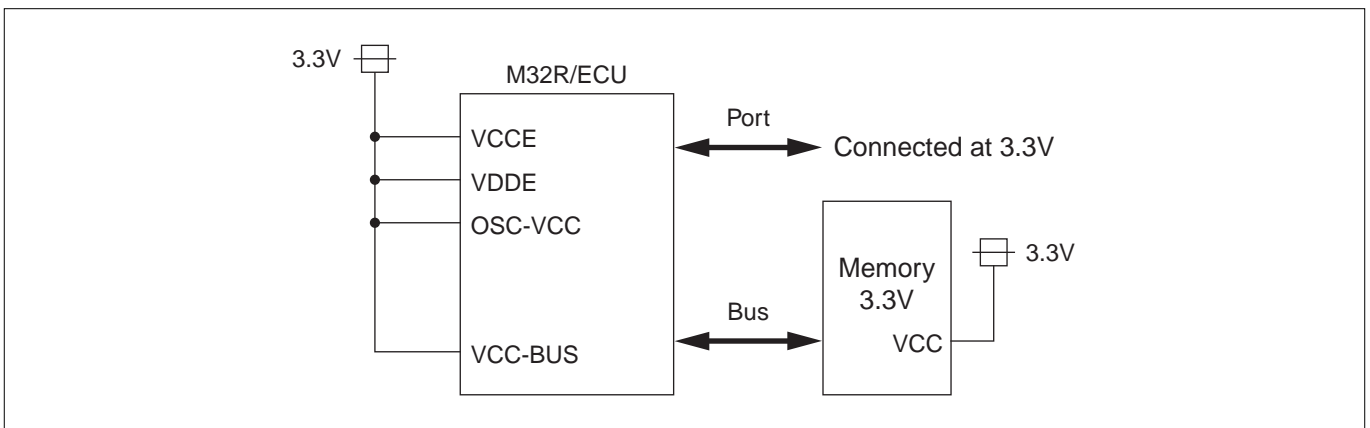 3.3V
M32R/ECU
VCCE
Port
Connected at 3.3V
VDDE
OSC-VCC
Memory
3.3V
3.3V
Bus
VCC
VCC-BUS